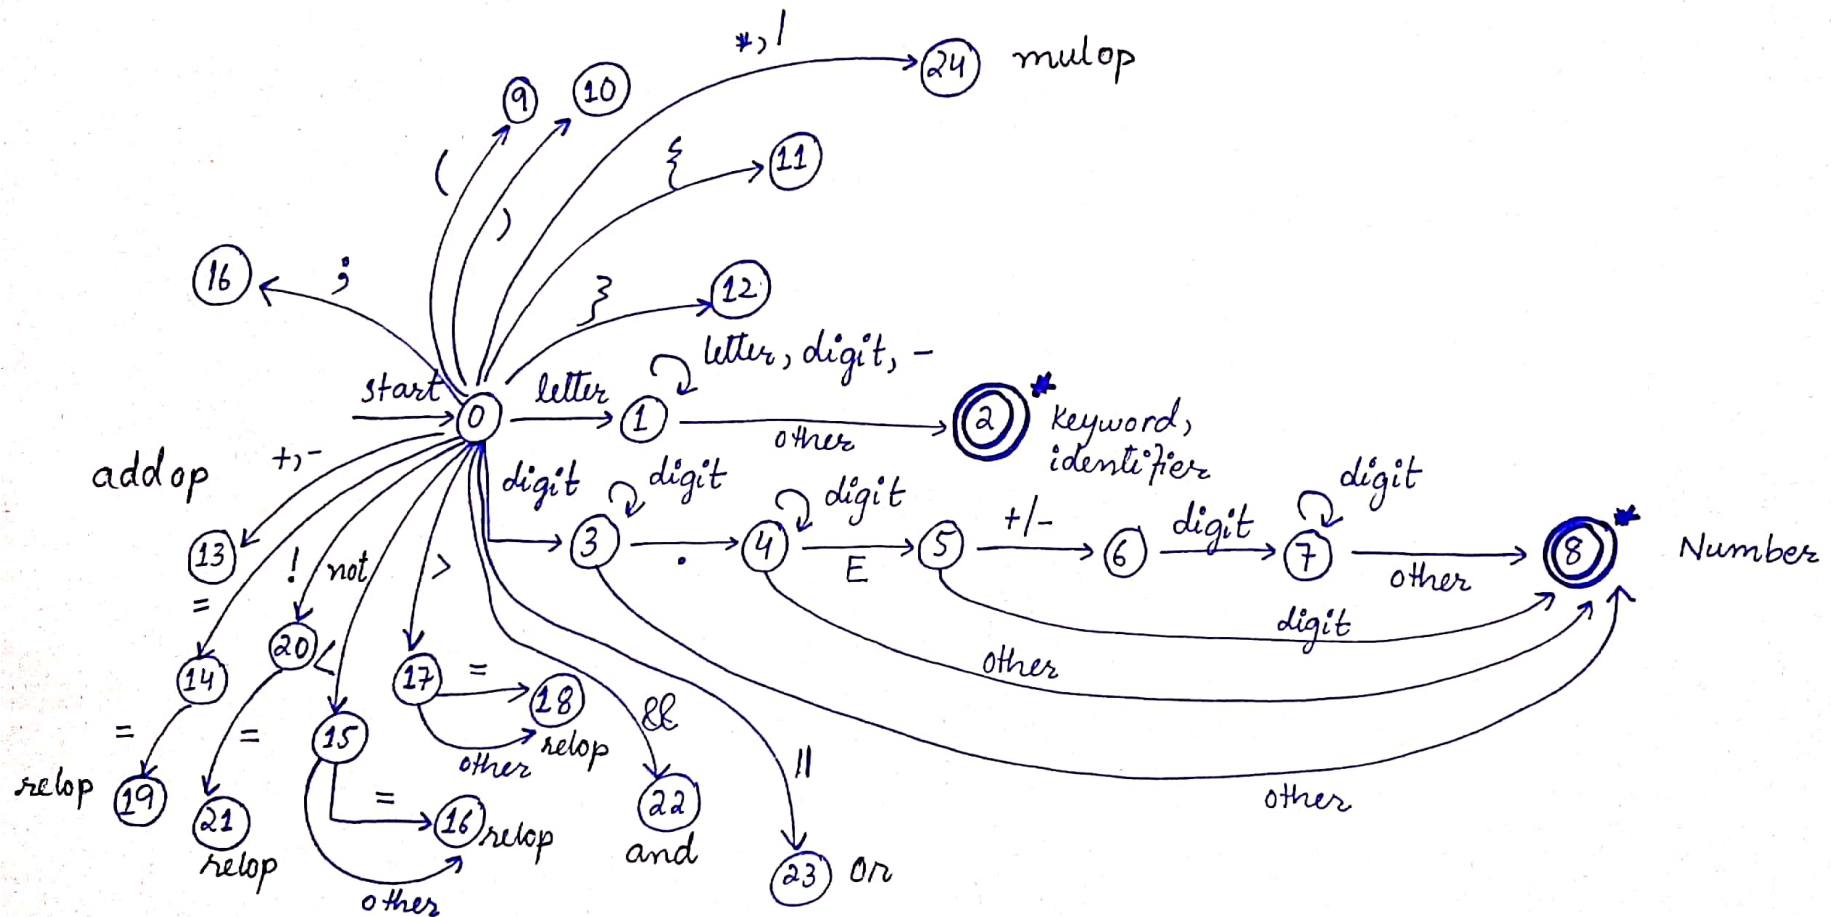 *, /
24 mulop
9 10
(
{ 11
)
16 ; } 12
letter, digit, -
start 0 letter 1 other 2 * keyword,
identifier
addop +,- digit digit digit digit
3 . 4 E 5 +/- 6 digit 7 other 8 * Number
13 ! not >
=
20 < digit
14 17 = 18 other
relop
= = 15 other && ||
relop 19 = 16 relop 22 other
21
relop and 23 or
other